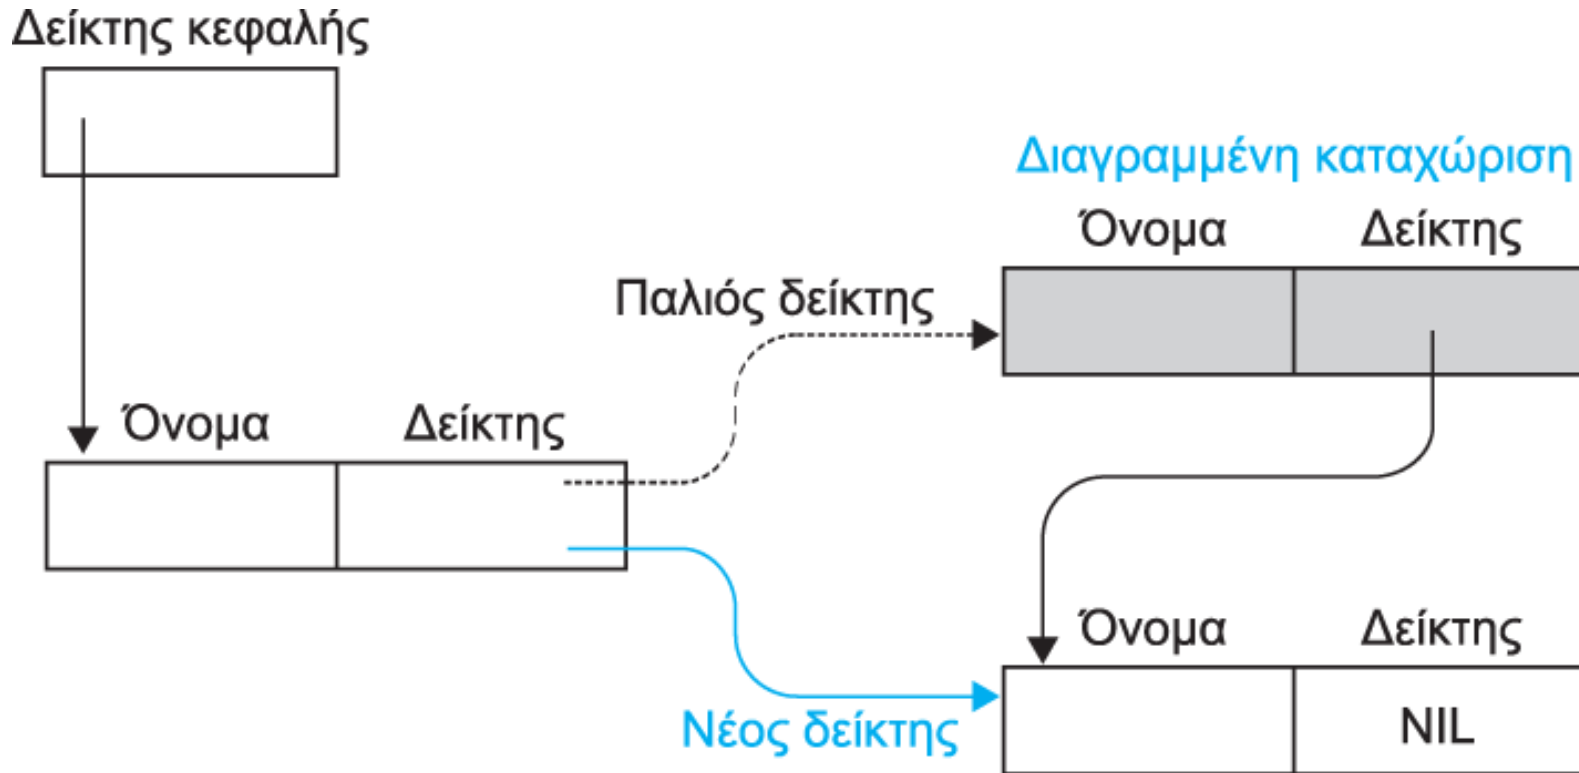 Δείκτης κεφαλής
Διαγραμμένη καταχώριση
Όνομα Δείκτης
Παλιός δείκτης
Όνομα Δείκτης
Όνομα Δείκτης
Νέος δείκτης
NIL